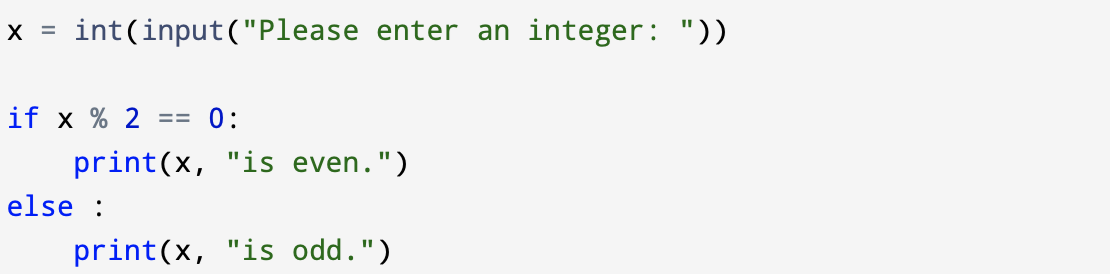 x = int(input("Please enter an integer: "))
if x % 2 == 0:
    print(x, "is even.")
else :
    print(x, "is odd.")